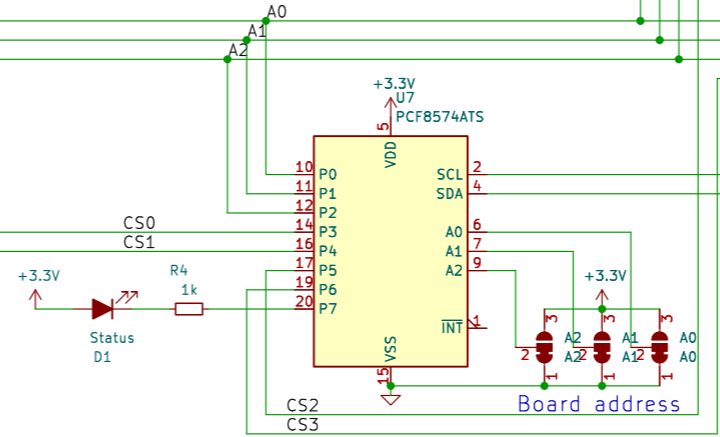 A0
A1
A2
+3.3V
U7
PCF8574ATS
5
VDD
10 P0 SCL 2
11 P1 SDA 4
12 P2
CS0
14 P3 A0 6
CS1
16 P4 A1 7
17 P5 A2 9
19 P6
20 P7
+3.3V
R4
1k
+3.3V
Status
D1
INT 1
3 3 3
A2 A1 A0
2 2 2
A2 A1 A0
1 1 1
VSS
15
Board address
CS2
CS3